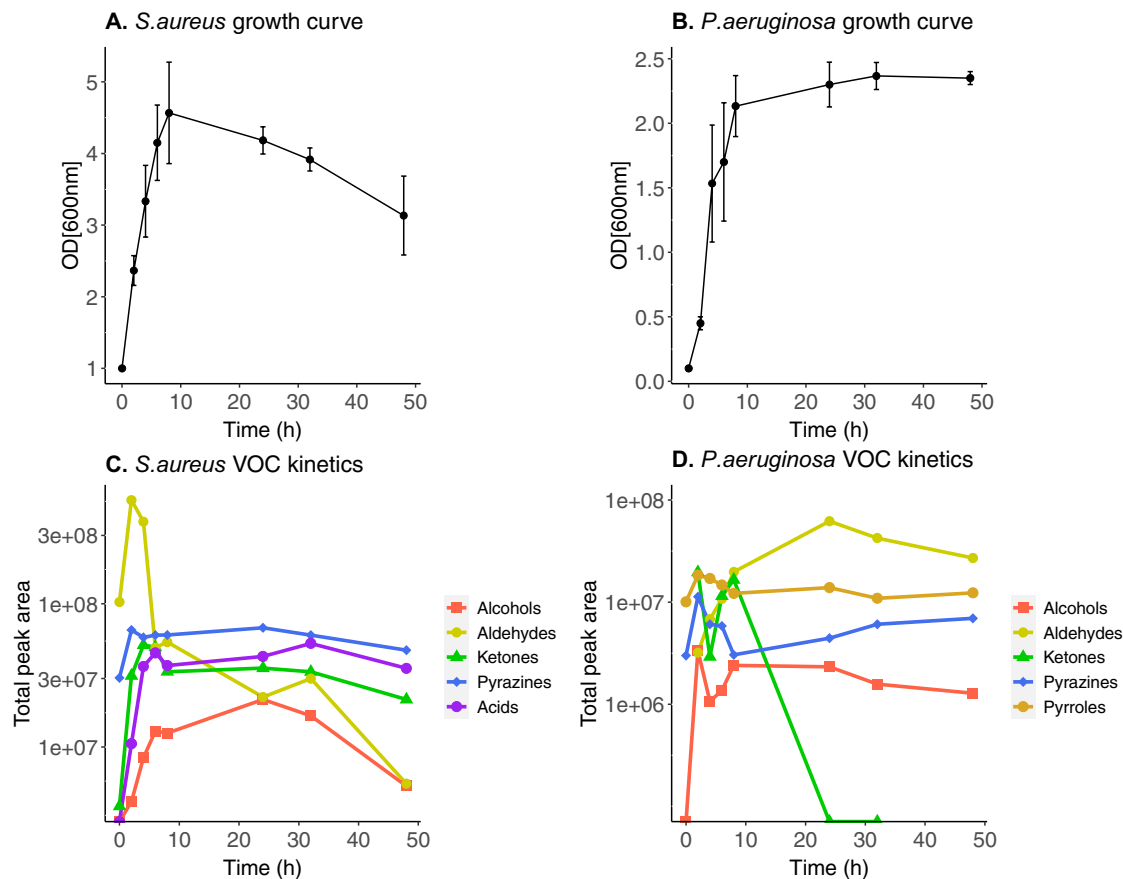 A. S.aureus growth curve
5
4
3
2
1
OD[600nm]
0 10 20 30 40 50
Time (h)
B. P.aeruginosa growth curve
2.5
2.0
1.5
1.0
0.5
0.0
OD[600nm]
0 10 20 30 40 50
Time (h)
C. S.aureus VOC kinetics
3e+08
1e+08
3e+07
1e+07
Total peak area
0 10 20 30 40 50
Time (h)
Alcohols
Aldehydes
Ketones
Pyrazines
Acids
D. P.aeruginosa VOC kinetics
1e+08
1e+07
1e+06
Total peak area
0 10 20 30 40 50
Time (h)
Alcohols
Aldehydes
Ketones
Pyrazines
Pyrroles